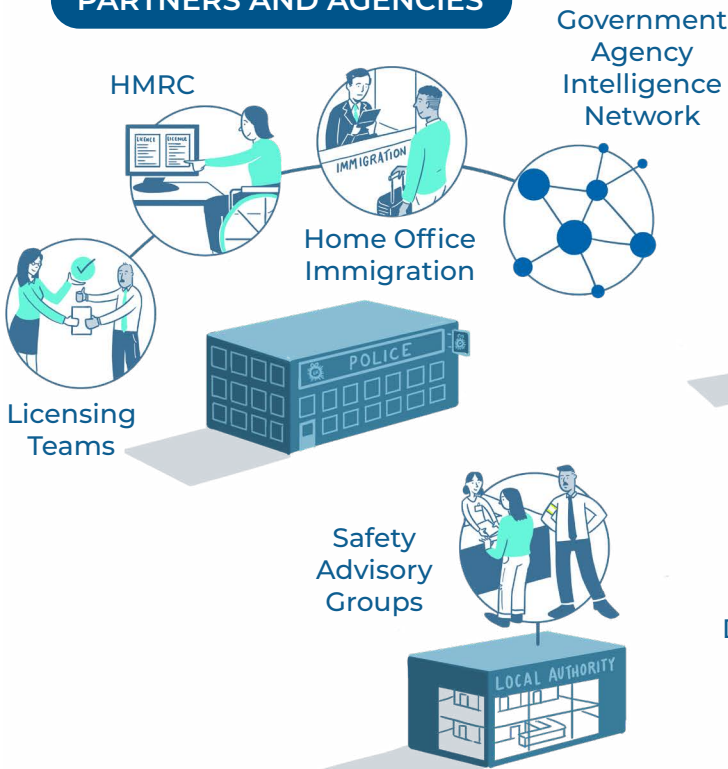 PARTNERS AND AGENCIES
Government
Agency
Intelligence
Network
HMRC
LICENCE
IMMIGRATION
Home Office
Immigration
POLICE
Licensing
Teams
Safety
Advisory
Groups
LOCAL AUTHORITY